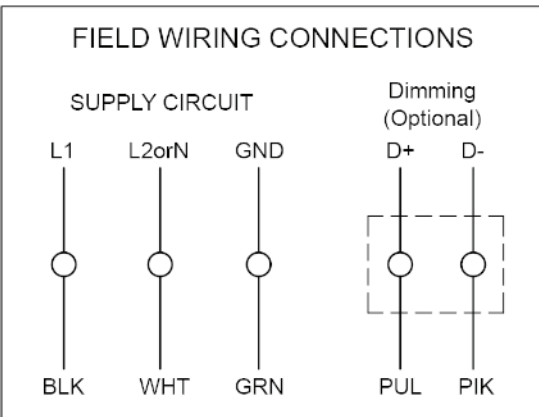 FIELD WIRING CONNECTIONS
SUPPLY CIRCUIT
Dimming
(Optional)
L1 L2orN GND D+ D-
BLK WHT GRN PUL PIK